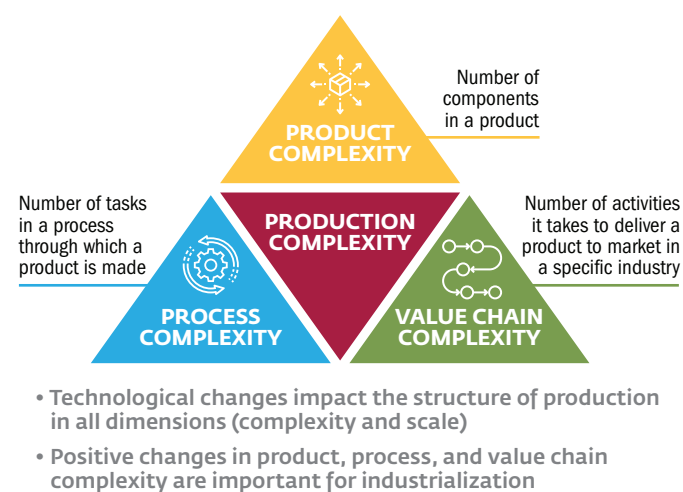 Number of
components
in a product
PRODUCT
COMPLEXITY
Number of tasks
in a process
through which a
product is made
PRODUCTION
COMPLEXITY
Number of activities
it takes to deliver a
product to market in
a specific industry
PROCESS
COMPLEXITY
VALUE CHAIN
COMPLEXITY
• Technological changes impact the structure of production
in all dimensions (complexity and scale)
• Positive changes in product, process, and value chain
complexity are important for industrialization